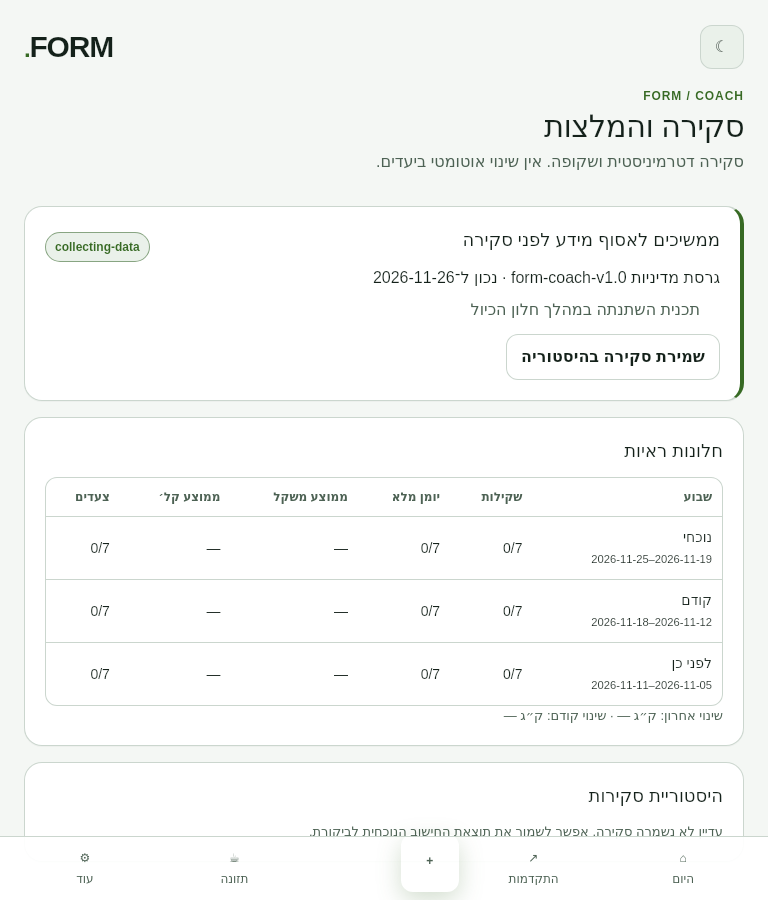 .FORM
FORM / COACH
סקירה והמלצות
סקירה דטרמיניסטית ושקופה. אין שינוי אוטומטי ביעדים.
ממשיכים לאסוף מידע לפני סקירה
collecting-data
גרסת מדיניות form-coach-v1.0 · נכון ל־2026-11-26
תכנית השתנתה במהלך חלון הכיול
שמירת סקירה בהיסטוריה
חלונות ראיות
שבוע שקילות יומן מלא ממוצע משקל ממוצע קל׳ צעדים
נוכחי 0/7 0/7 — — 0/7
2026-11-25–2026-11-19
קודם 0/7 0/7 — — 0/7
2026-11-18–2026-11-12
לפני כן 0/7 0/7 — — 0/7
2026-11-11–2026-11-05
שינוי אחרון: ק״ג — · שינוי קודם: ק״ג —
היסטוריית סקירות
עדיין לא נשמרה סקירה. אפשר לשמור את תוצאת החישוב הנוכחית לביקורת.
היום התקדמות + תזונה עוד